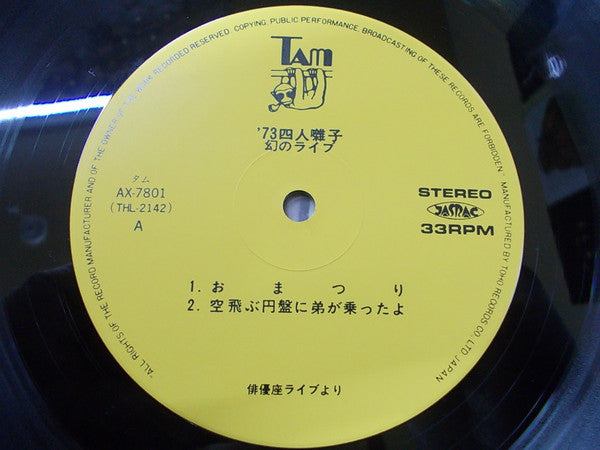 "ALL RIGHTS OF THE RECORD MANUFACTURER AND OF THE OWNER OF THE WORK RECORDED RESERVED. COPYING, PUBLIC PERFORMANCE, BROADCASTING OF THESE RECORDS ARE FORBIDDEN" MANUFACTURED BY TOHO RECORDS CO., LTD. JAPAN
TAM
'73四人囃子
幻のライブ
タム
AX-7801
(THL-2142)
A
STEREO
JASRAC
33RPM
1. おまつり
2. 空飛ぶ円盤に弟が乗ったよ
俳優座ライブより